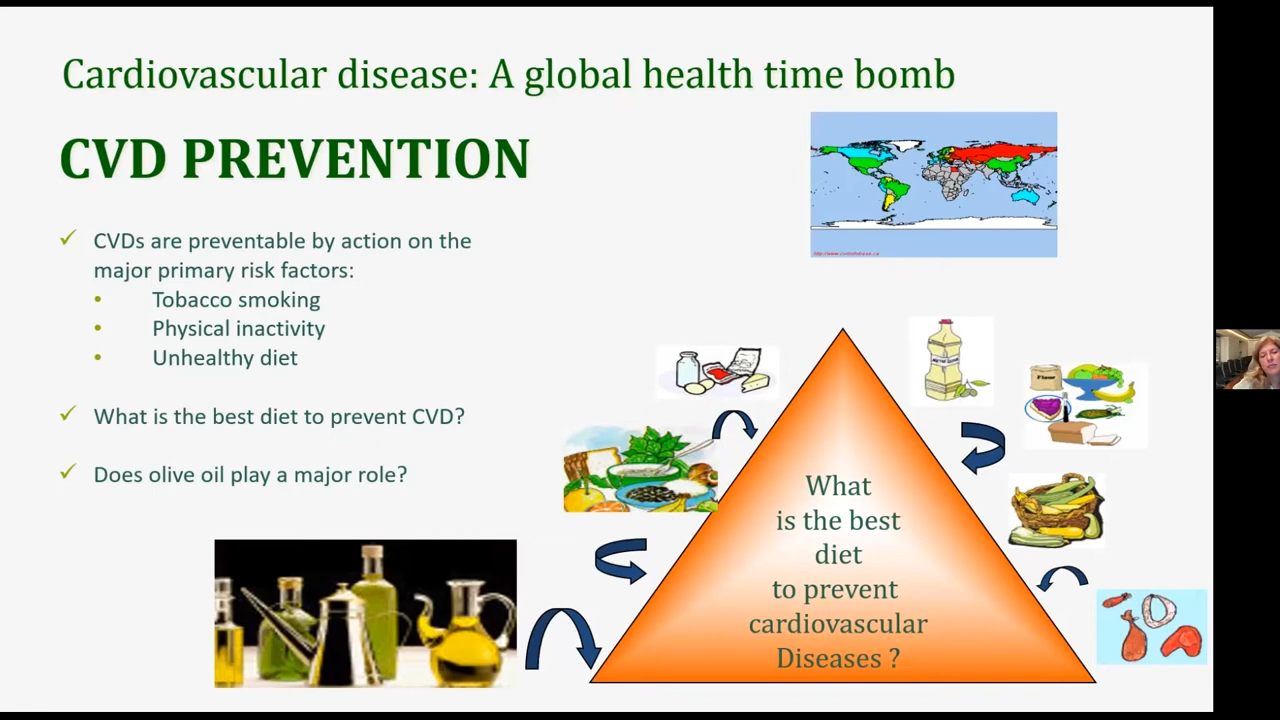 Cardiovascular disease: A global health time bomb
CVD PREVENTION
✓ CVDs are preventable by action on the
major primary risk factors:
• Tobacco smoking
• Physical inactivity
• Unhealthy diet
✓ What is the best diet to prevent CVD?
✓ Does olive oil play a major role?
What
is the best
diet
to prevent
cardiovascular
Diseases ?